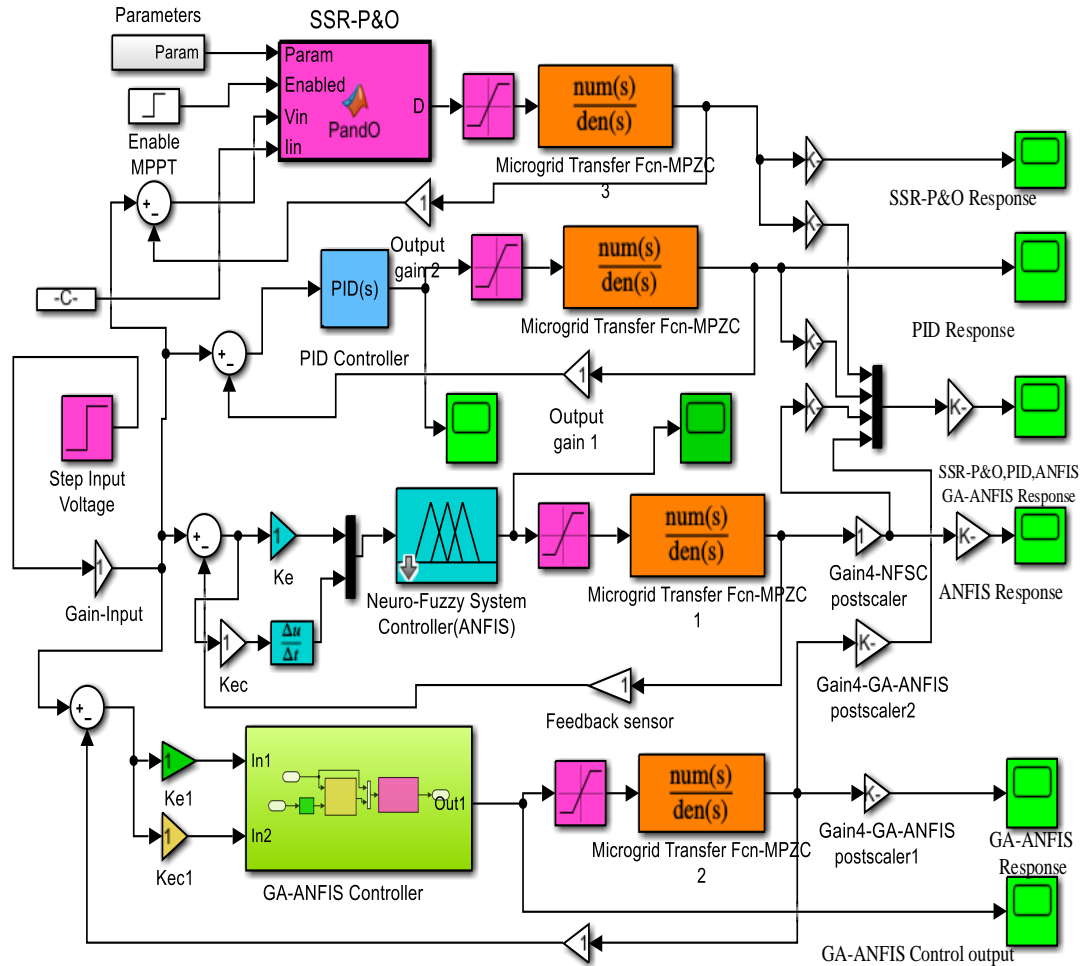 Parameters
SSR-P&O
Param
Param
Enabled
Vin
Iin
D
PandO
Enable
MPPT
num(s)
den(s)
Microgrid Transfer Fcn-MPZC
3
K-
SSR-P&O Response
K-
+
-
1
Output
gain 2
-C-
PID(s)
PID Controller
num(s)
den(s)
Microgrid Transfer Fcn-MPZC
PID Response
K-
+
-
1
Output
gain 1
K-
K-
Step Input
Voltage
SSR-P&O,PID,ANFIS
GA-ANFIS Response
1
Gain-Input
+
-
1
Ke
1
Kec
Δu
Δt
Neuro-Fuzzy System
Controller(ANFIS)
num(s)
den(s)
Microgrid Transfer Fcn-MPZC
1
1
Gain4-NFSC
postscaler
K-
ANFIS Response
K-
Gain4-GA-ANFIS
postscaler2
1
Feedback sensor
+
-
1
Ke1
1
Kec1
In1
In2
Out1
GA-ANFIS Controller
num(s)
den(s)
Microgrid Transfer Fcn-MPZC
2
K-
Gain4-GA-ANFIS
postscaler1
GA-ANFIS
Response
1
GA-ANFIS Control output